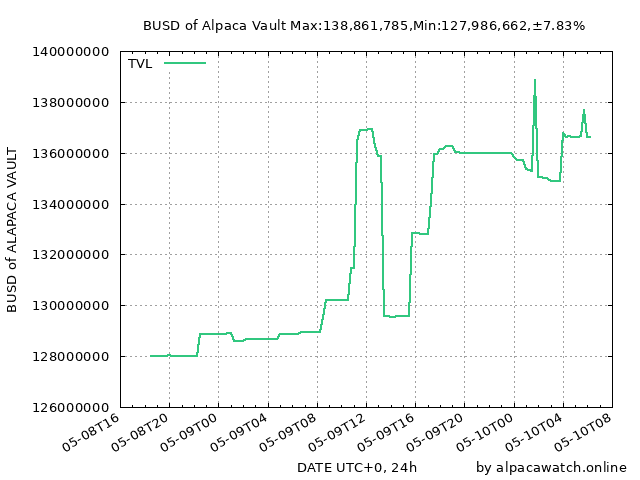 BUSD of Alpaca Vault Max:138,861,785,Min:127,986,662,±7.83%
TVL
140000000
138000000
136000000
134000000
132000000
130000000
128000000
126000000
BUSD of ALAPACA VAULT
05-08T16
05-08T20
05-09T00
05-09T04
05-09T08
05-09T12
05-09T16
05-09T20
05-10T00
05-10T04
05-10T08
DATE UTC+0, 24h
by alpacawatch.online